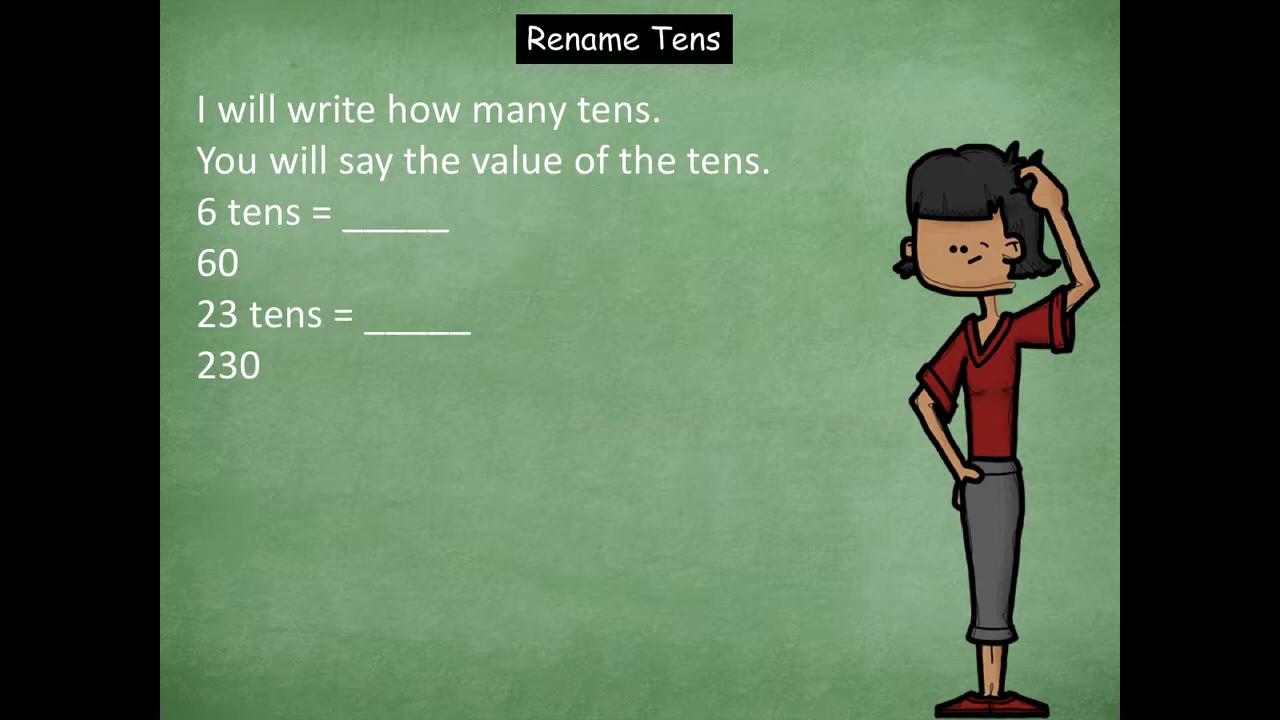 Rename Tens
I will write how many tens.
You will say the value of the tens.
6 tens = _____
60
23 tens = _____
230